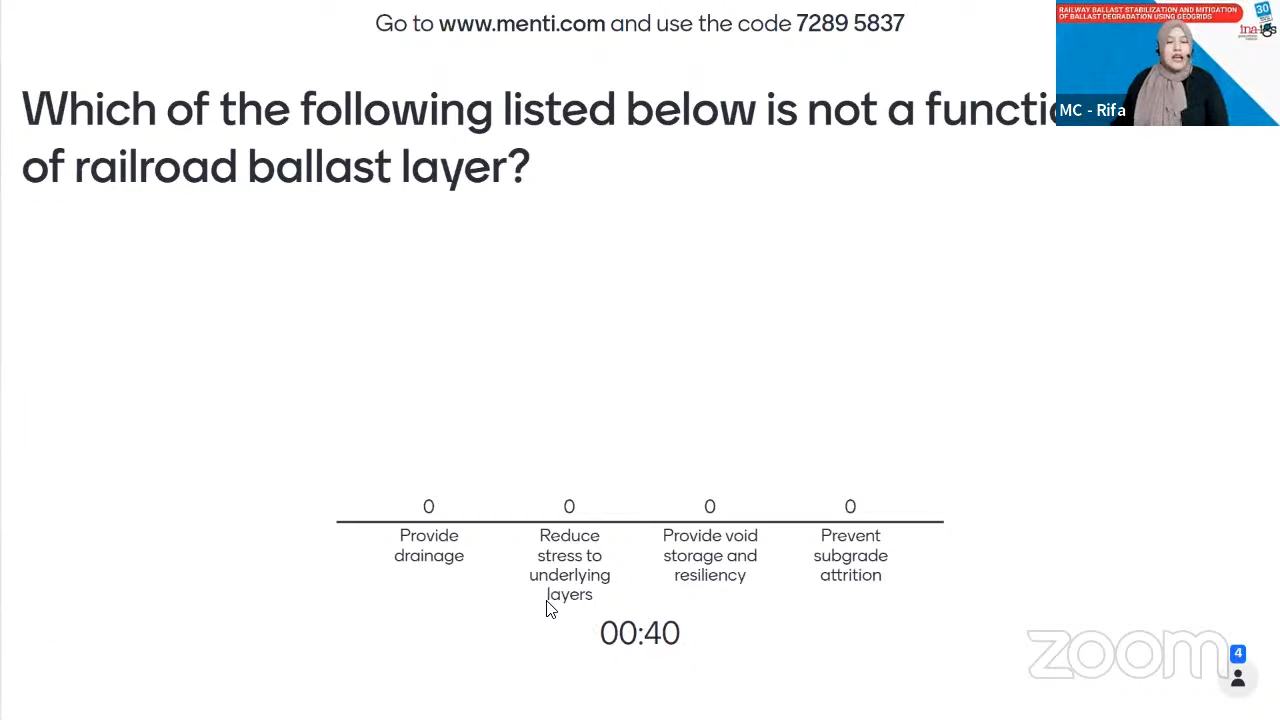 Go to www.menti.com and use the code 7289 5837
RAILWAY BALLAST STABILIZATION AND MITIGATION
OF BALLAST DEGRADATION USING GEOGRIDS
30
MC - Rifa
Which of the following listed below is not a functi
of railroad ballast layer?
0
0
0
0
Provide
drainage
Reduce
stress to
underlying
layers
Provide void
storage and
resiliency
Prevent
subgrade
attrition
00:40
zoom
4